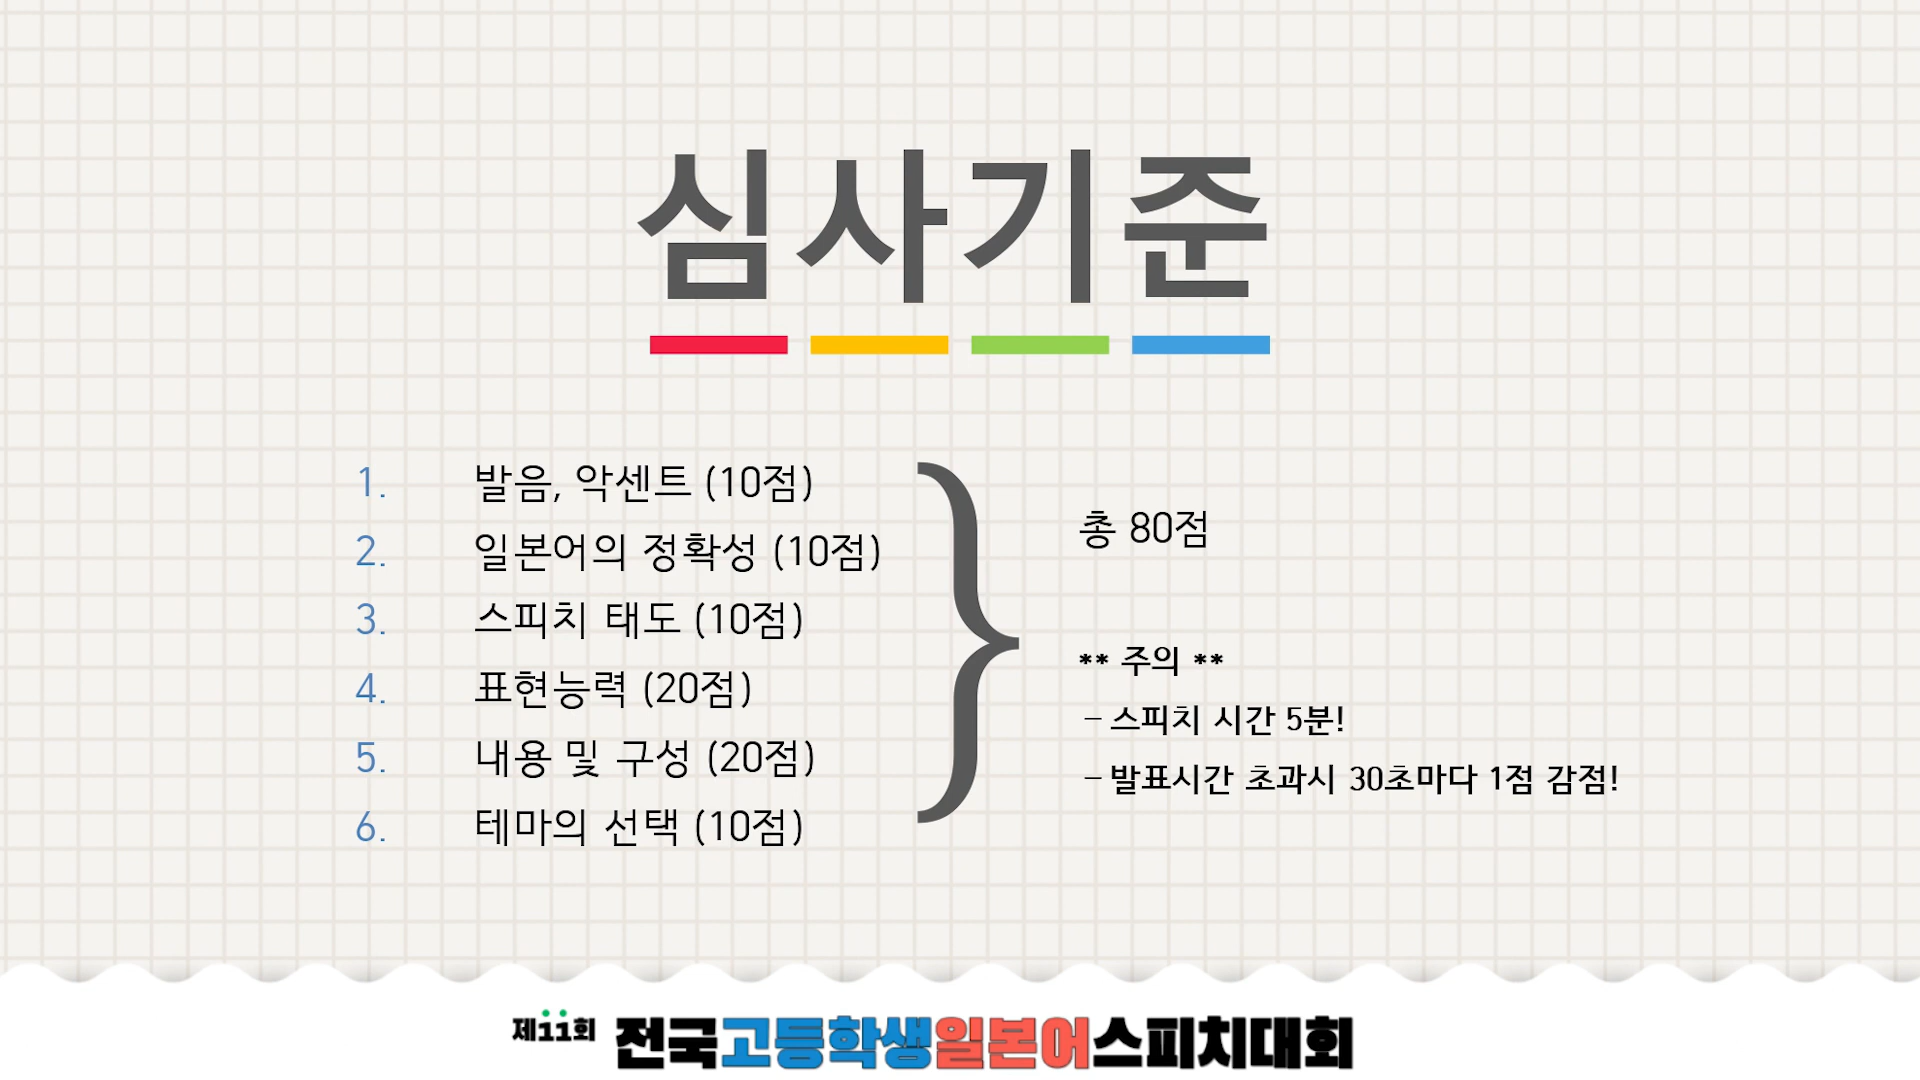 심사기준
1. 발음, 악센트 (10점)
2. 일본어의 정확성 (10점)
3. 스피치 태도 (10점)
4. 표현능력 (20점)
5. 내용 및 구성 (20점)
6. 테마의 선택 (10점)
총 80점
** 주의 **
– 스피치 시간 5분!
– 발표시간 초과시 30초마다 1점 감점!
제11회 전국고등학생일본어스피치대회